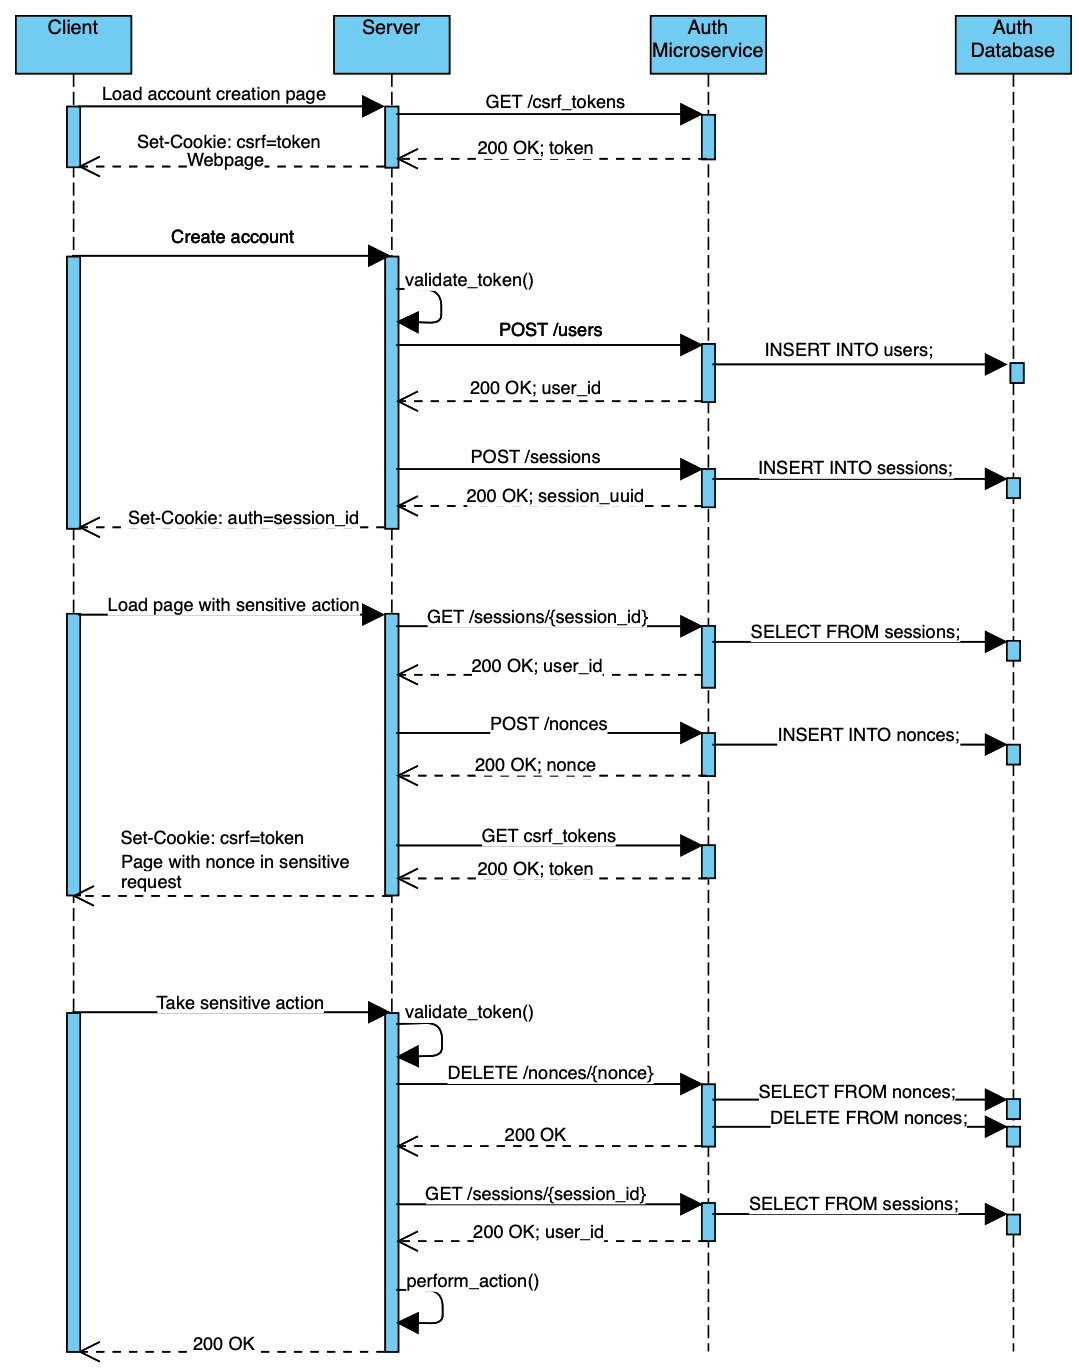 Client
Server
Auth
Microservice
Auth
Database
Load account creation page
GET /csrf_tokens
Set-Cookie: csrf=token
Webpage
200 OK; token
Create account
validate_token()
POST /users
INSERT INTO users;
200 OK; user_id
POST /sessions
INSERT INTO sessions;
200 OK; session_uuid
Set-Cookie: auth=session_id
Load page with sensitive action
GET /sessions/{session_id}
SELECT FROM sessions;
200 OK; user_id
POST /nonces
INSERT INTO nonces;
200 OK; nonce
GET csrf_tokens
Set-Cookie: csrf=token
Page with nonce in sensitive
request
200 OK; token
Take sensitive action
validate_token()
DELETE /nonces/{nonce}
SELECT FROM nonces;
DELETE FROM nonces;
200 OK
GET /sessions/{session_id}
SELECT FROM sessions;
200 OK; user_id
perform_action()
200 OK